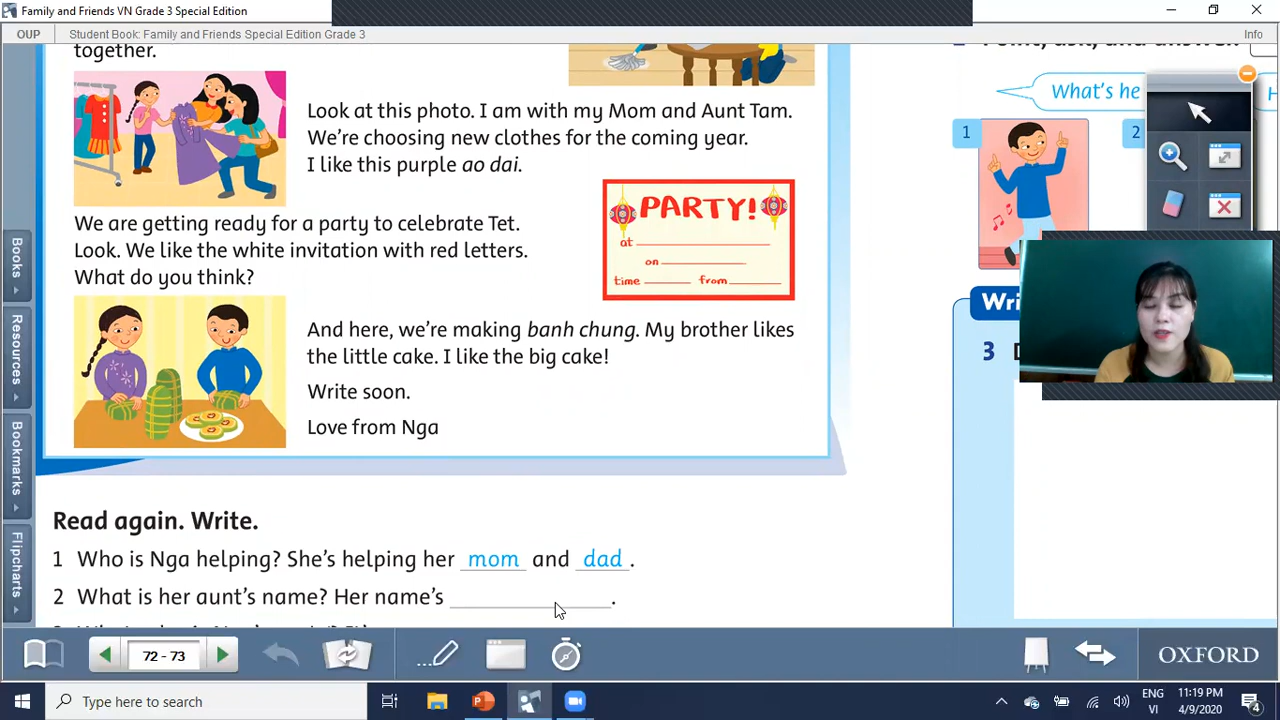 Family and Friends VN Grade 3 Special Edition
OUP
Student Book: Family and Friends Special Edition Grade 3
Info
together.
Look at this photo. I am with my Mom and Aunt Tam.
We're choosing new clothes for the coming year.
I like this purple ao dai.
We are getting ready for a party to celebrate Tet.
Look. We like the white invitation with red letters.
What do you think?
PARTY!
at
on
time from
And here, we're making banh chung. My brother likes
the little cake. I like the big cake!
Write soon.
Love from Nga
Read again. Write.
1 Who is Nga helping? She's helping her mom and dad.
2 What is her aunt's name? Her name's .
What's he
H
1
2
Wri
3
Books
Resources
Bookmarks
Flipcharts
72 - 73
OXFORD
Type here to search
ENG
VI
11:19 PM
4/9/2020
4